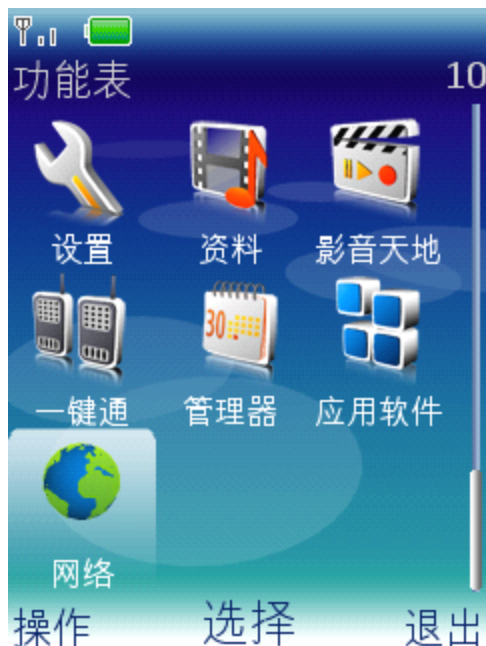 功能表 10
设置 资料 影音天地
30
一键通 管理器 应用软件
网络
操作 选择 退出